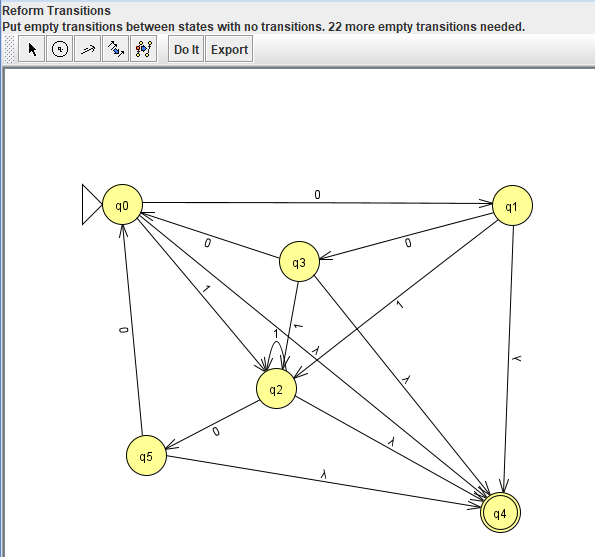 Reform Transitions
Put empty transitions between states with no transitions. 22 more empty transitions needed.
Do It Export
0
q0 q1
0 0
q3
1 1
0 1
1 λ
λ λ
q2
0 λ
q5
λ
q4